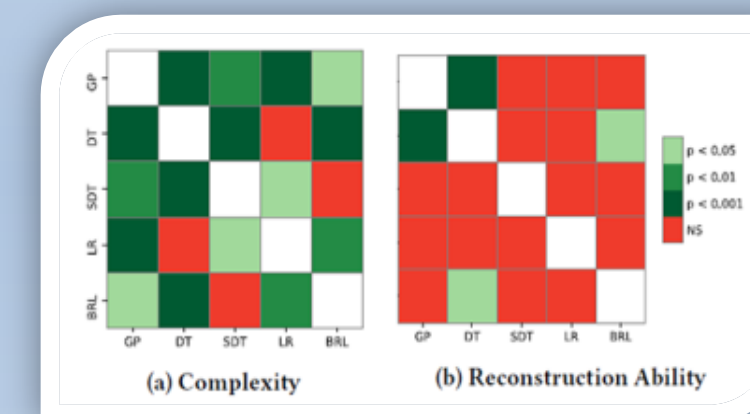 GP
DT
SDT
LR
BRL
GP DT SDT LR BRL
(a) Complexity
GP DT SDT LR BRL
(b) Reconstruction Ability
p < 0.05
p < 0.01
p < 0.001
NS